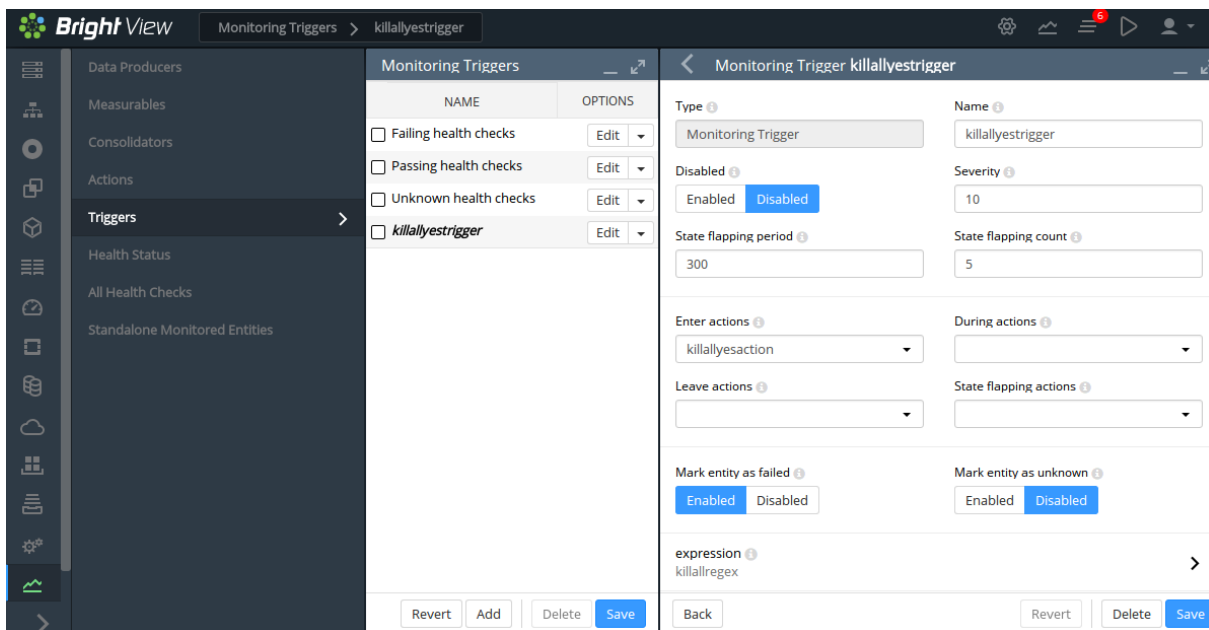 Bright View
Monitoring Triggers > killallyestrigger
6
Data Producers
Measurables
Consolidators
Actions
Triggers
Health Status
All Health Checks
Standalone Monitored Entities
Monitoring Triggers
NAME OPTIONS
Failing health checks Edit
Passing health checks Edit
Unknown health checks Edit
killallyestrigger Edit
Revert Add Delete Save
Monitoring Trigger killallyestrigger
Type Name
Monitoring Trigger killallyestrigger
Disabled Severity
Enabled Disabled 10
State flapping period State flapping count
300 5
Enter actions During actions
killallyesaction
Leave actions State flapping actions
Mark entity as failed Mark entity as unknown
Enabled Disabled Enabled Disabled
expression
killallregex
Back Revert Delete Save